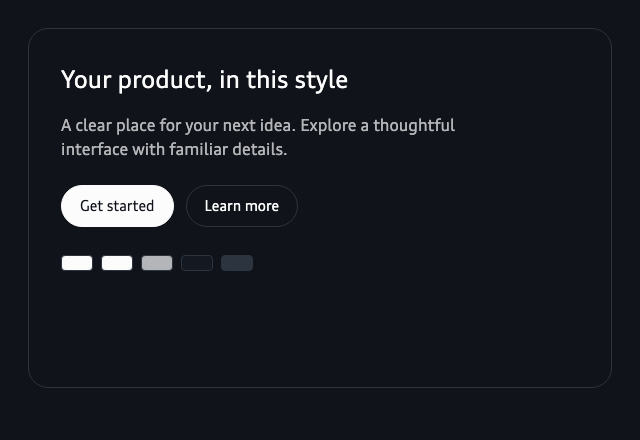 Your product, in this style
A clear place for your next idea. Explore a thoughtful
interface with familiar details.
Get started
Learn more